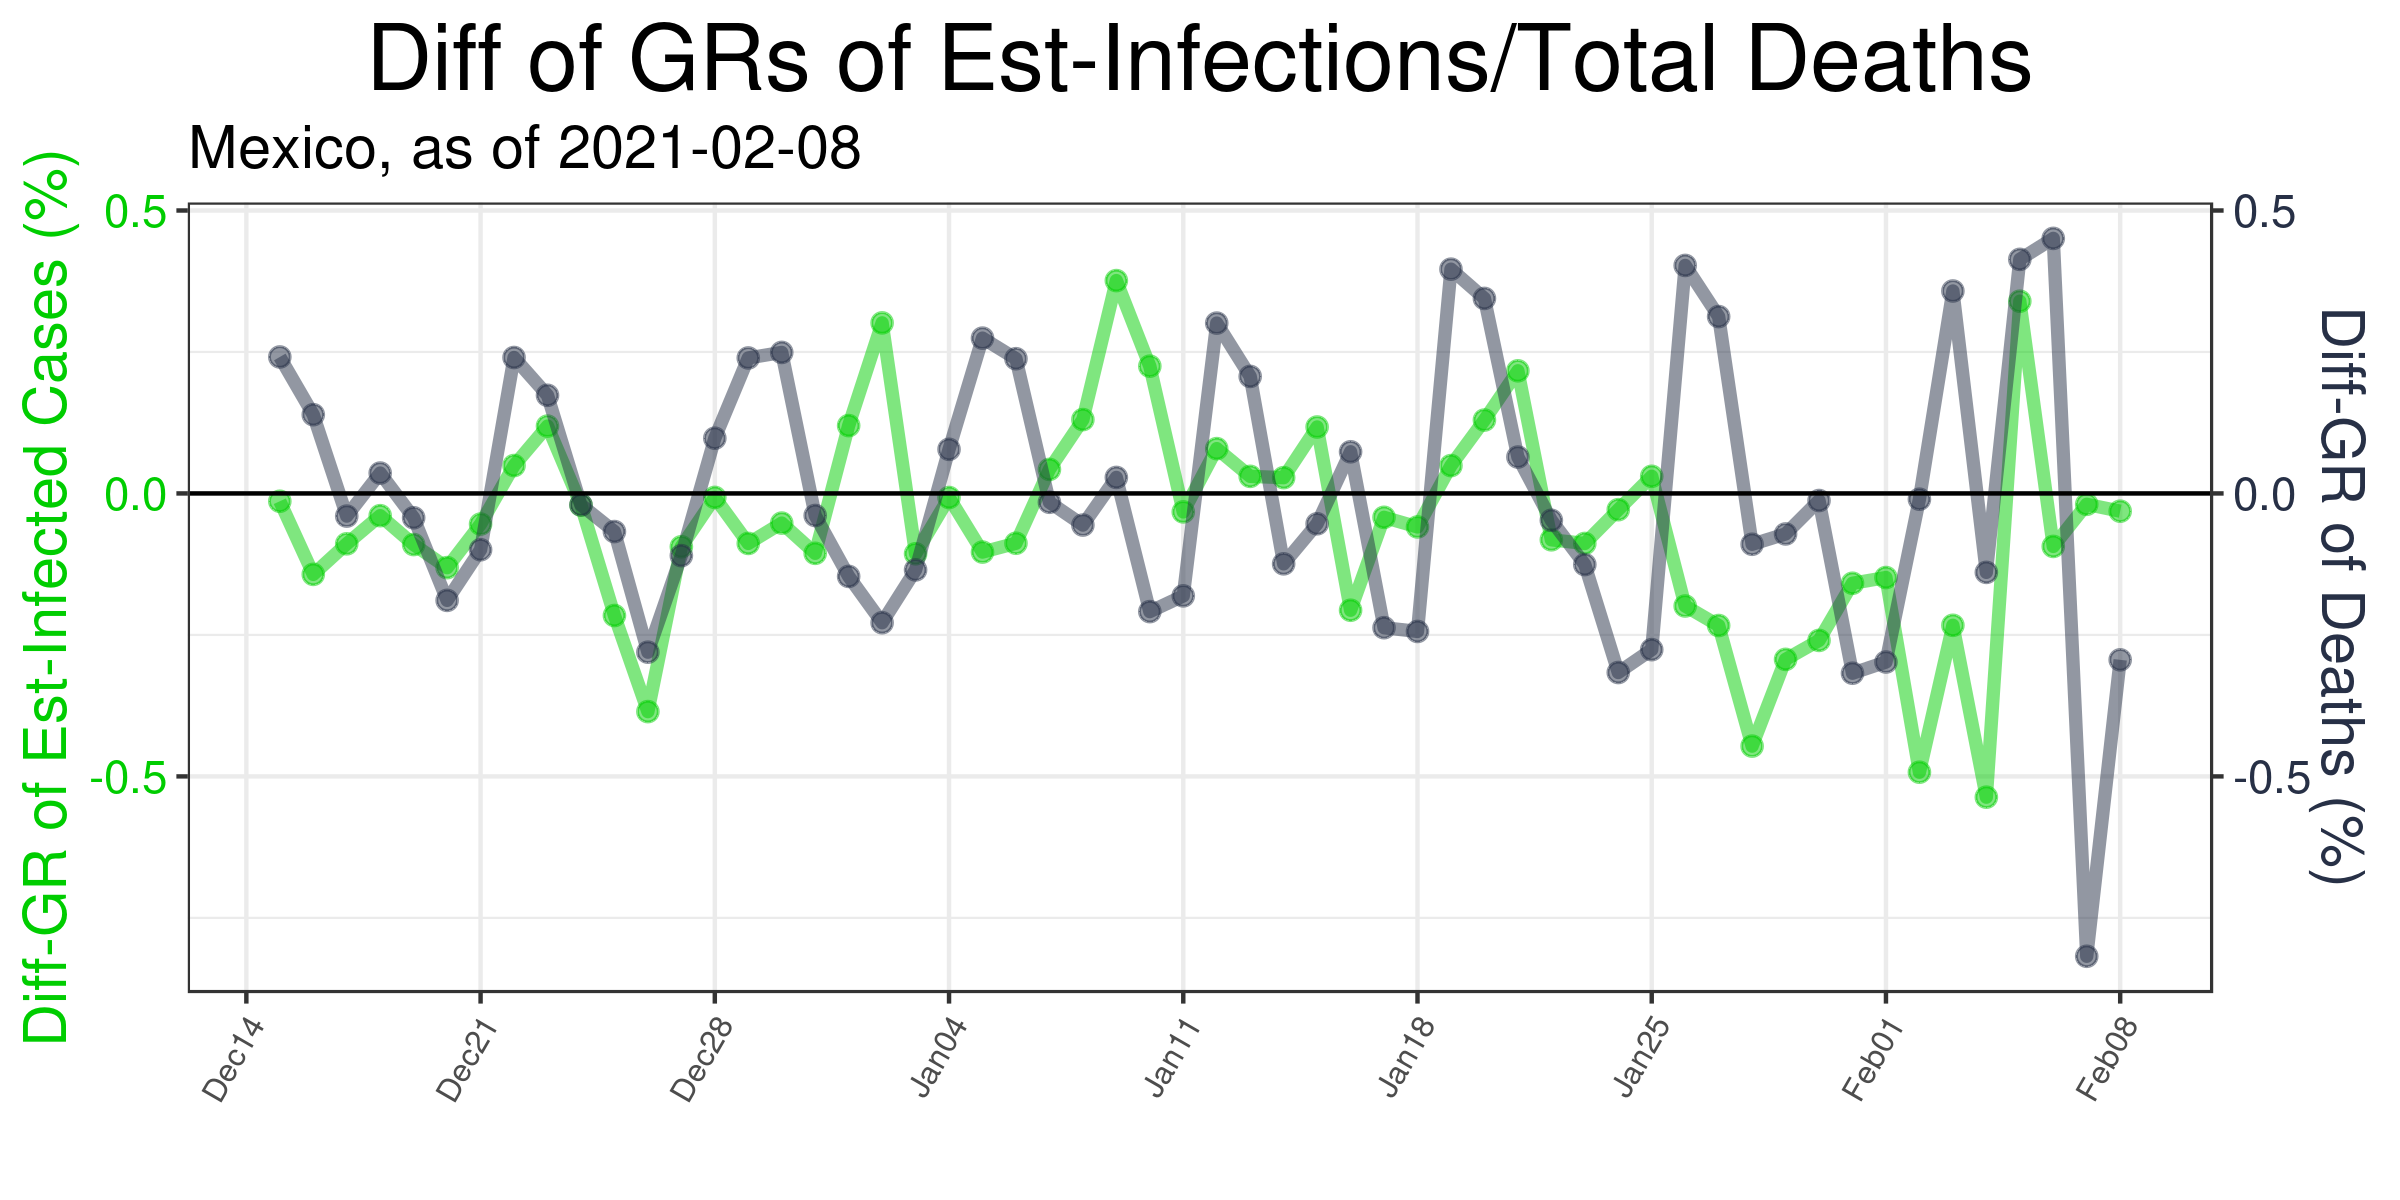 Diff of GRs of Est-Infections/Total Deaths
Mexico, as of 2021-02-08
Diff-GR of Est-Infected Cases (%)
0.5
0.0
-0.5
0.5
0.0
-0.5
Diff-GR of Deaths (%)
Dec14
Dec21
Dec28
Jan04
Jan11
Jan18
Jan25
Feb01
Feb08